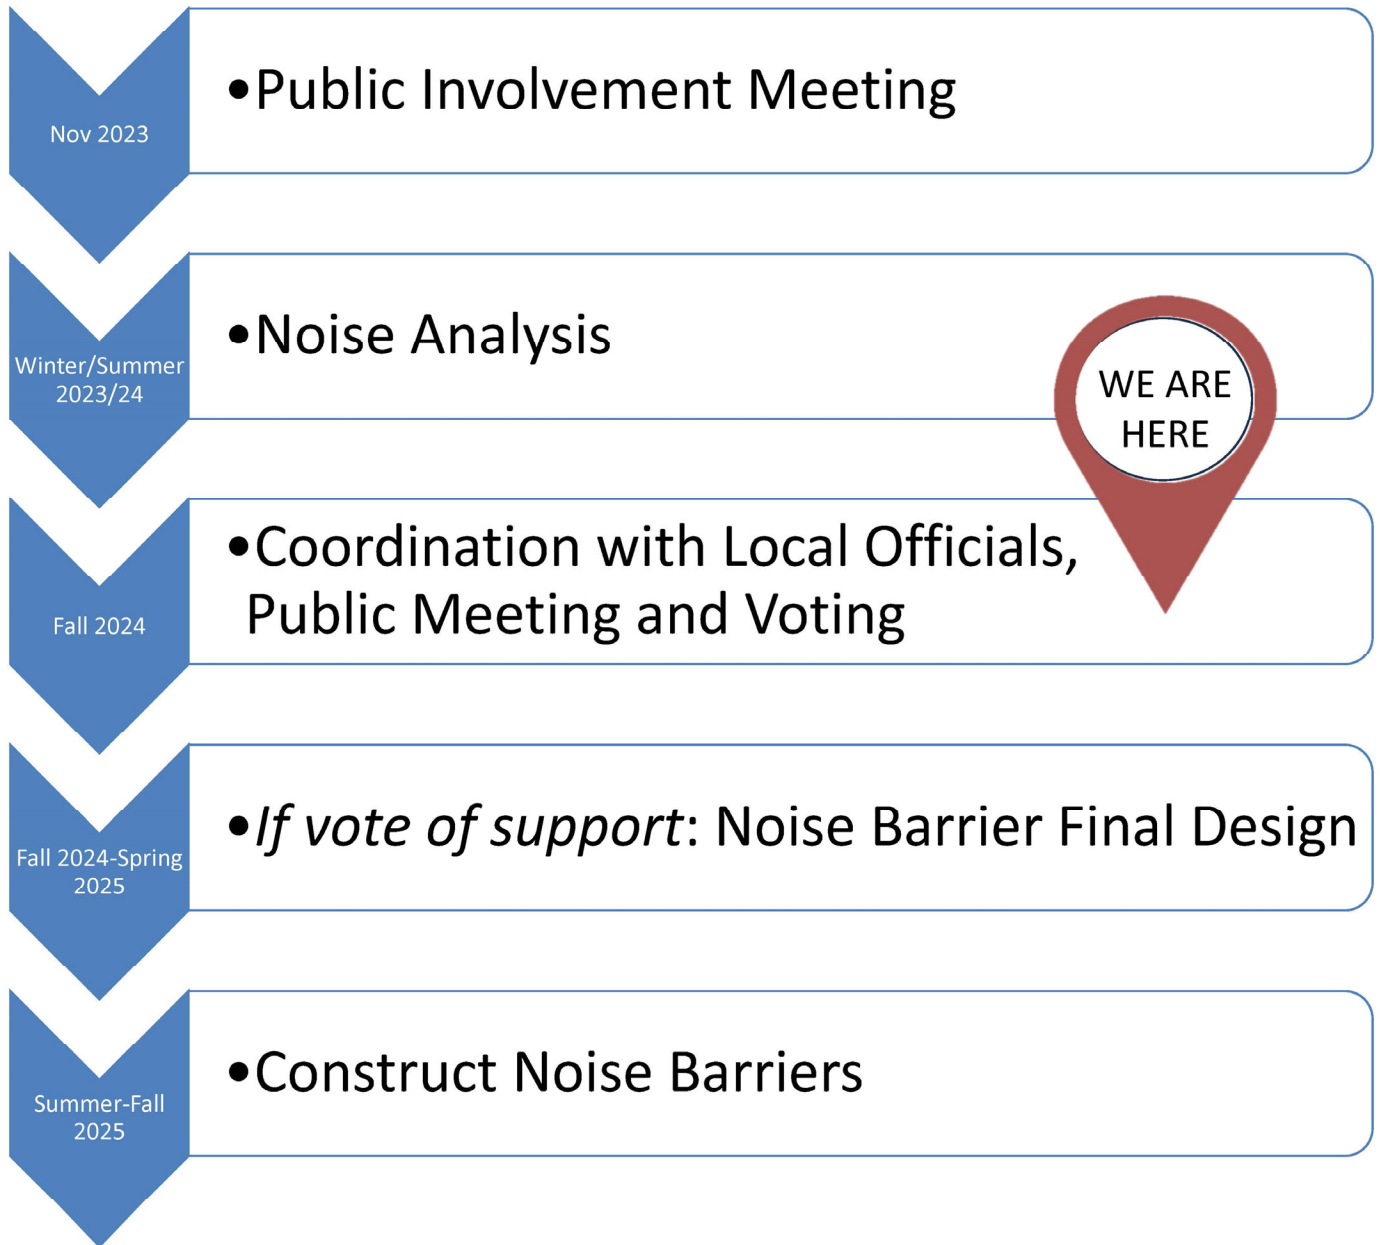 Nov 2023
•Public Involvement Meeting
Winter/Summer
2023/24
•Noise Analysis
WE ARE
HERE
Fall 2024
•Coordination with Local Officials,
Public Meeting and Voting
Fall 2024-Spring
2025
•If vote of support: Noise Barrier Final Design
Summer-Fall
2025
•Construct Noise Barriers